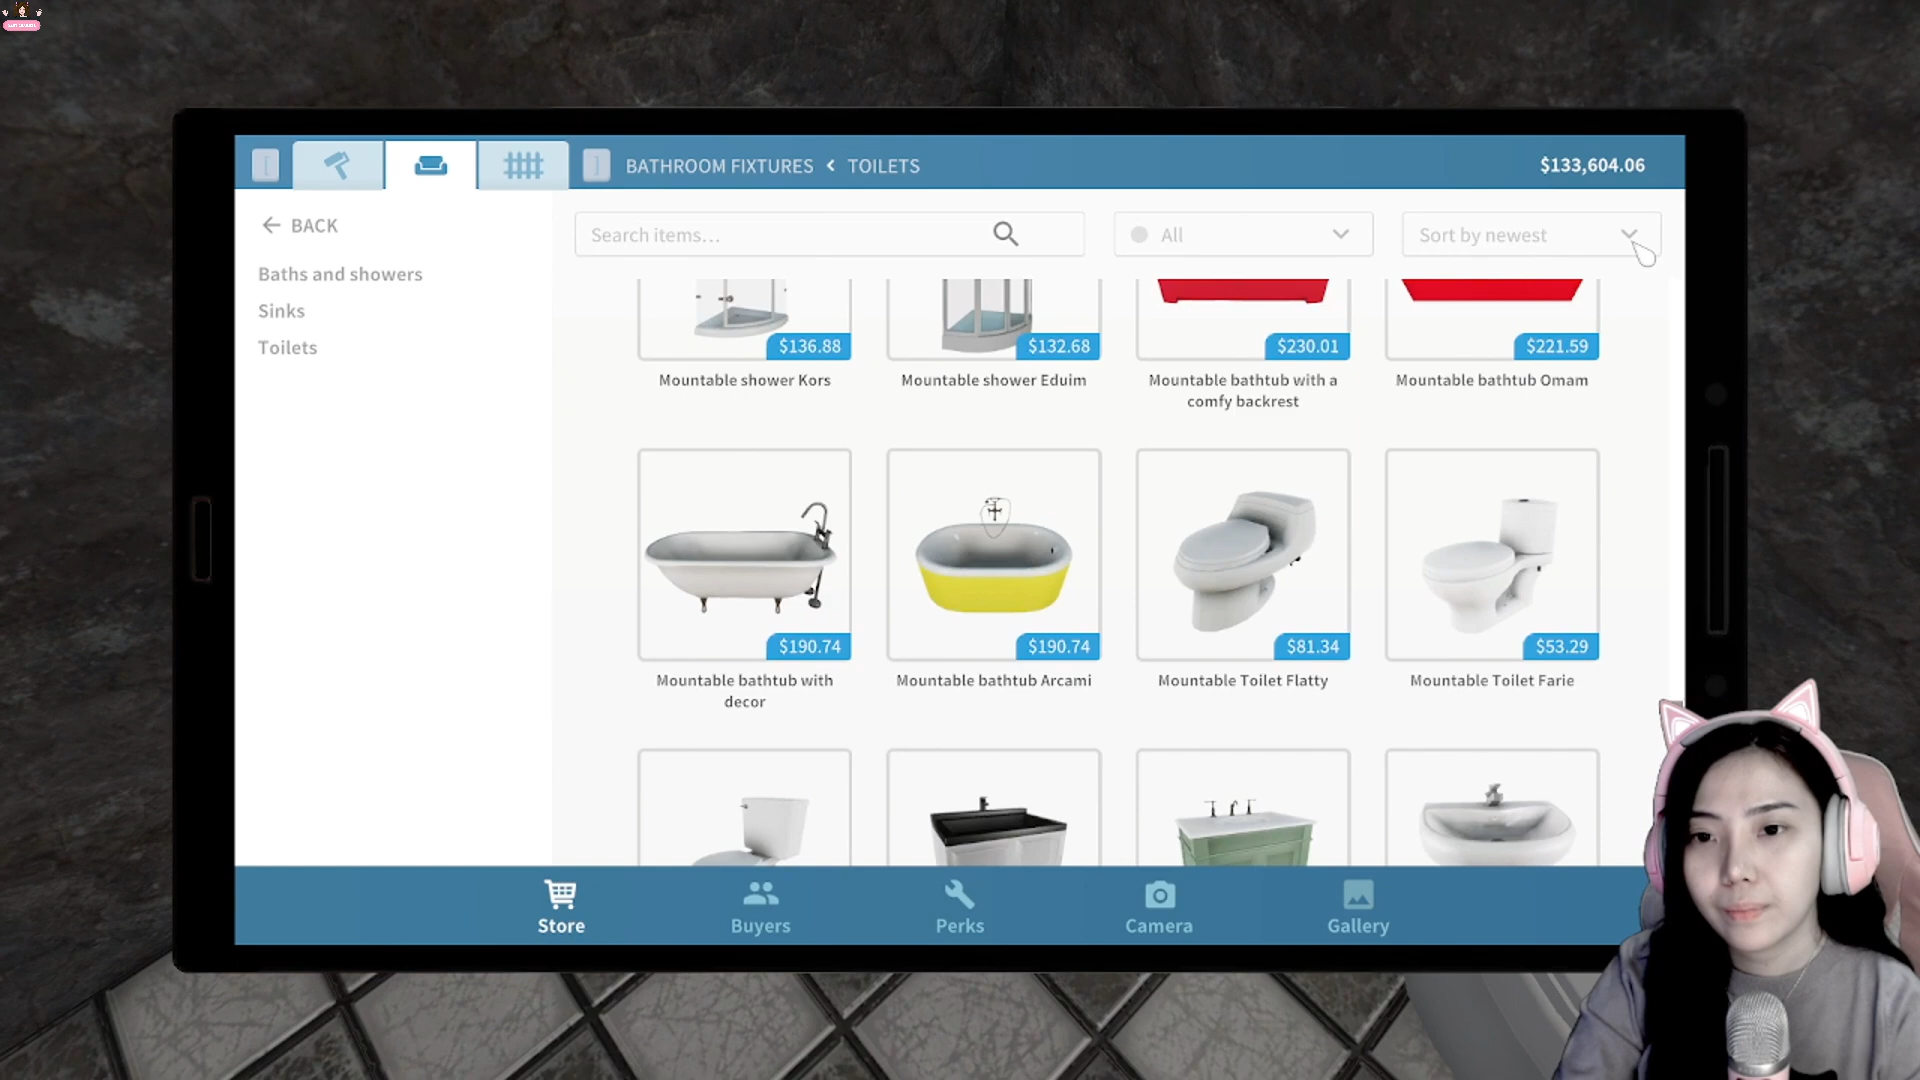 BATHROOM FIXTURES < TOILETS
$133,604.06
BACK
Search items...
All
Sort by newest
Baths and showers
Sinks
Toilets
$136.88
$132.68
$230.01
$221.59
Mountable shower Kors
Mountable shower Eduim
Mountable bathtub with a
comfy backrest
Mountable bathtub Omam
$190.74
$190.74
$81.34
$53.29
Mountable bathtub with
decor
Mountable bathtub Arcami
Mountable Toilet Flatty
Mountable Toilet Farie
Store
Buyers
Perks
Camera
Gallery